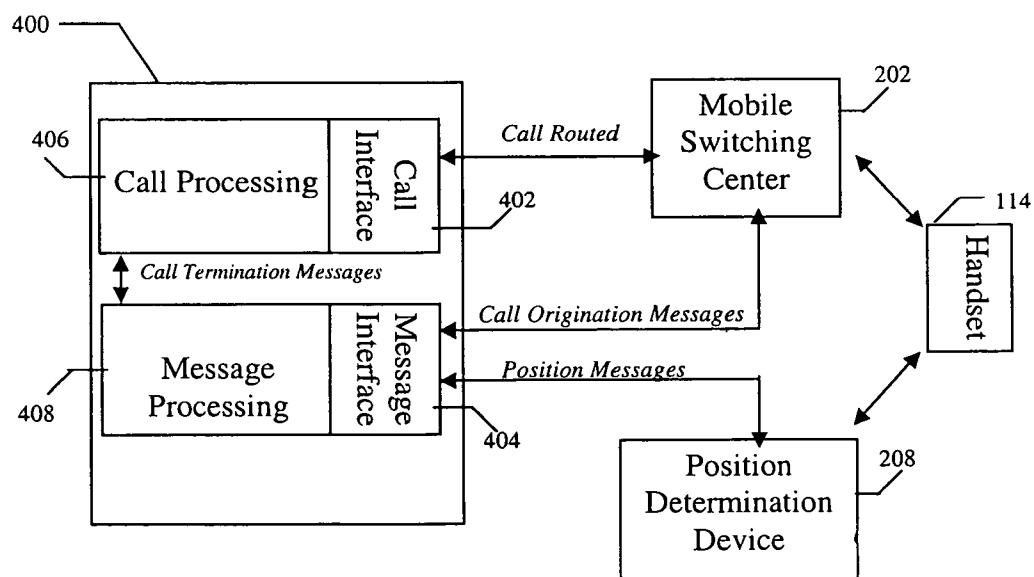 400
406
Call Processing
Call
Interface
402
Call Routed
Mobile
Switching
Center
202
114
Handset
Call Termination Messages
408
Message
Processing
Message
Interface
404
Call Origination Messages
Position Messages
Position
Determination
Device
208